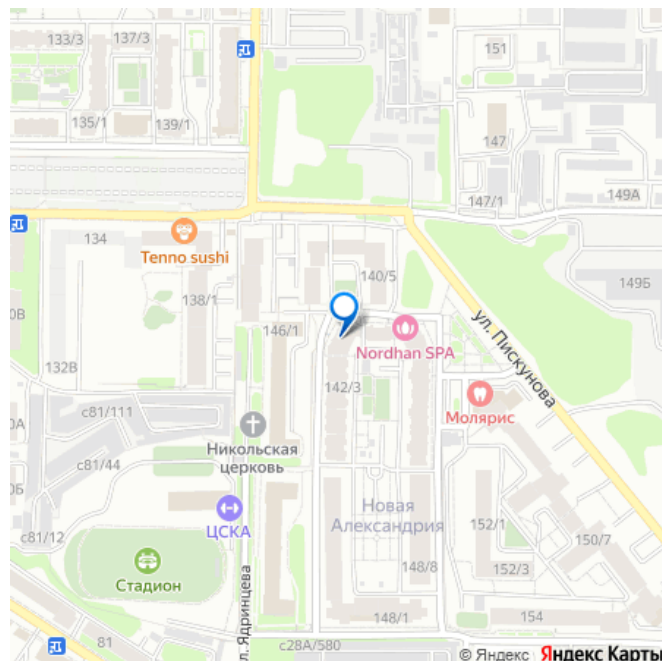 133/3
137/3
151
135/1
139/1
147
147/1
149А
134
Tenno sushi
140/5
138/1
149Б
0В
146/1
ул. Пискунова
Nordhan SPA
132В
142/3
Молярис
с81/111
0А
Никольская
церковь
с81/44
Новая
Александрия
152/1
0Б
ЦСКА
150/7
с81/12
Стадион
148/8
152/3
л. Ядринцева
148/1
154
81
с28А/580
© Яндекс Яндекс Карты